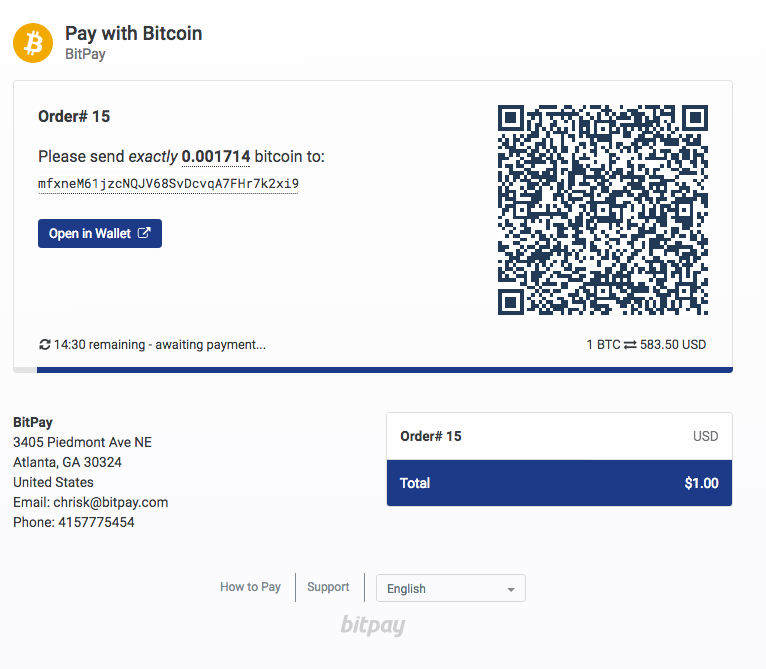 Pay with Bitcoin
BitPay
Order# 15
Please send exactly 0.001714 bitcoin to:
mfxneM61jzcNQJV68SvDcvqA7FHr7k2xi9
Open in Wallet
14:30 remaining - awaiting payment...
1 BTC ⇄ 583.50 USD
BitPay
3405 Piedmont Ave NE
Atlanta, GA 30324
United States
Email: chrisk@bitpay.com
Phone: 4157775454
Order# 15 USD
Total $1.00
How to Pay Support English
bitpay